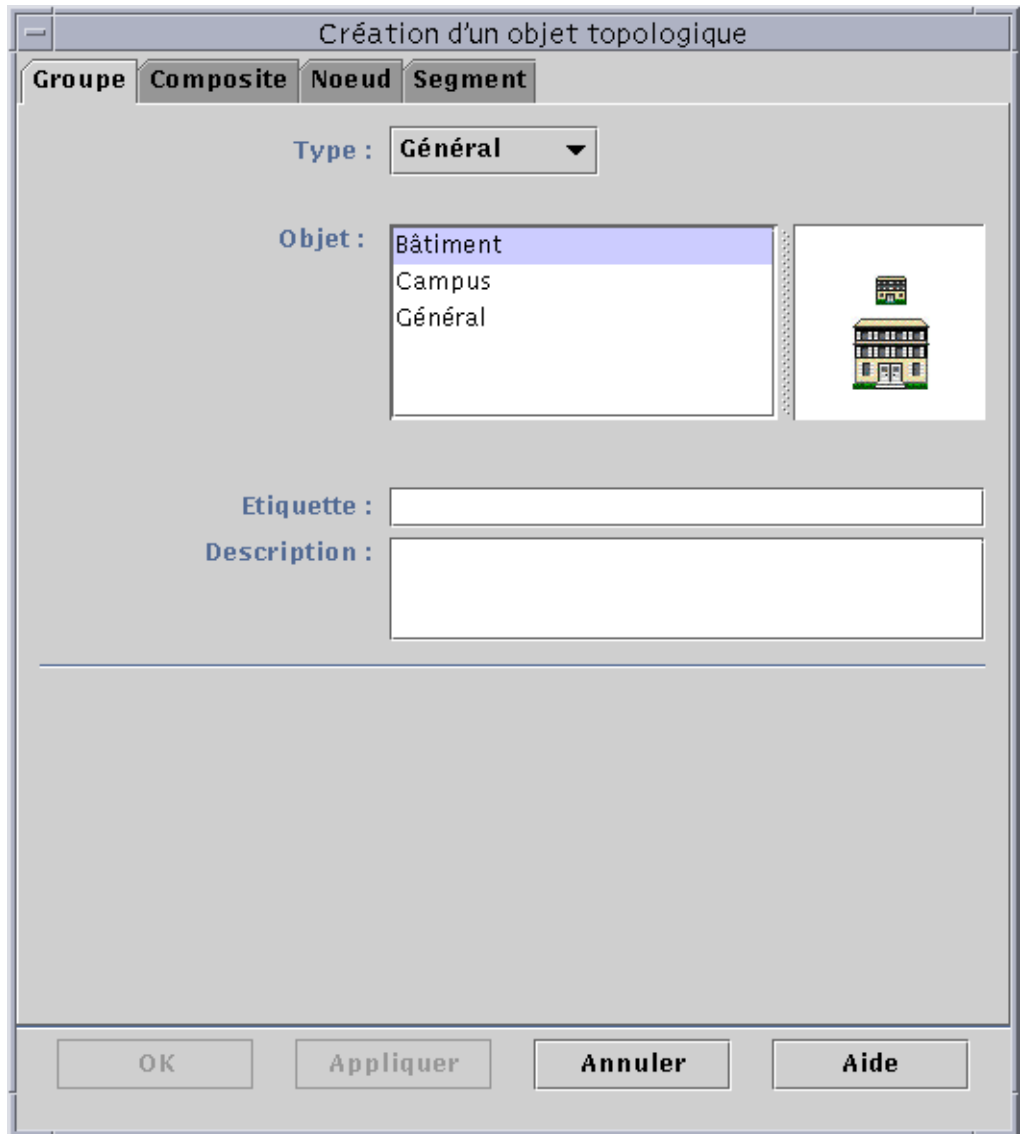 Création d'un objet topologique
Groupe Composite Noeud Segment
Type : Général
Objet : Bâtiment
Campus
Général
Etiquette :
Description :
OK Appliquer Annuler Aide